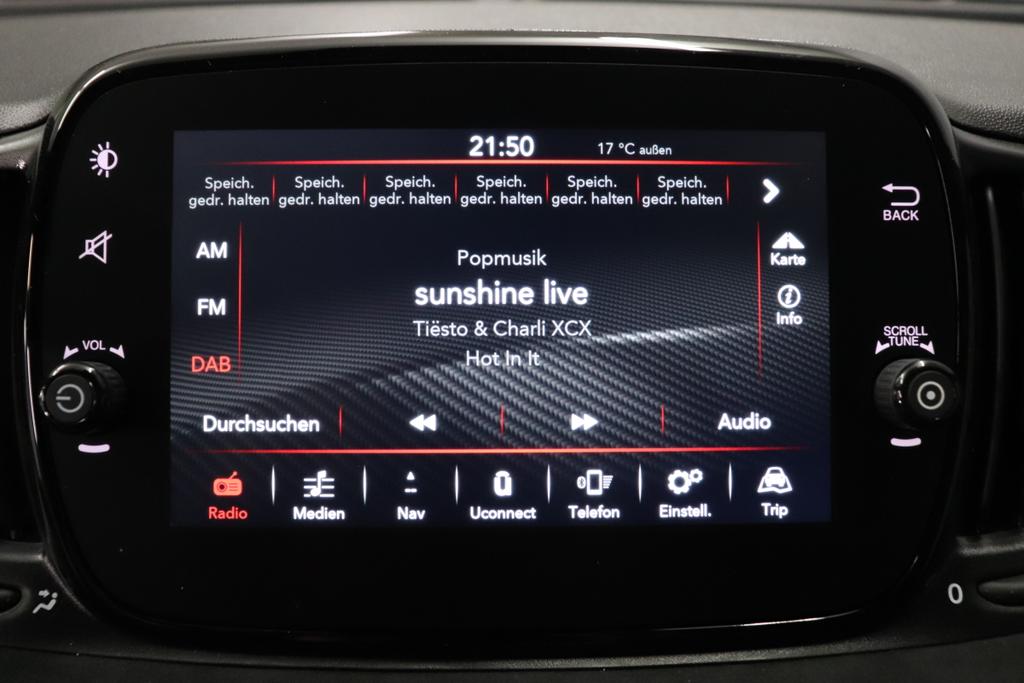 21:50
17 °C außen
Speich. gedr. halten
Speich. gedr. halten
Speich. gedr. halten
Speich. gedr. halten
Speich. gedr. halten
Speich. gedr. halten
BACK
AM
FM
DAB
Popmusik
sunshine live
Tiësto & Charli XCX
Hot In It
Karte
Info
VOL
SCROLL
TUNE
Durchsuchen
Audio
Radio
Medien
Nav
Uconnect
Telefon
Einstell.
Trip
0